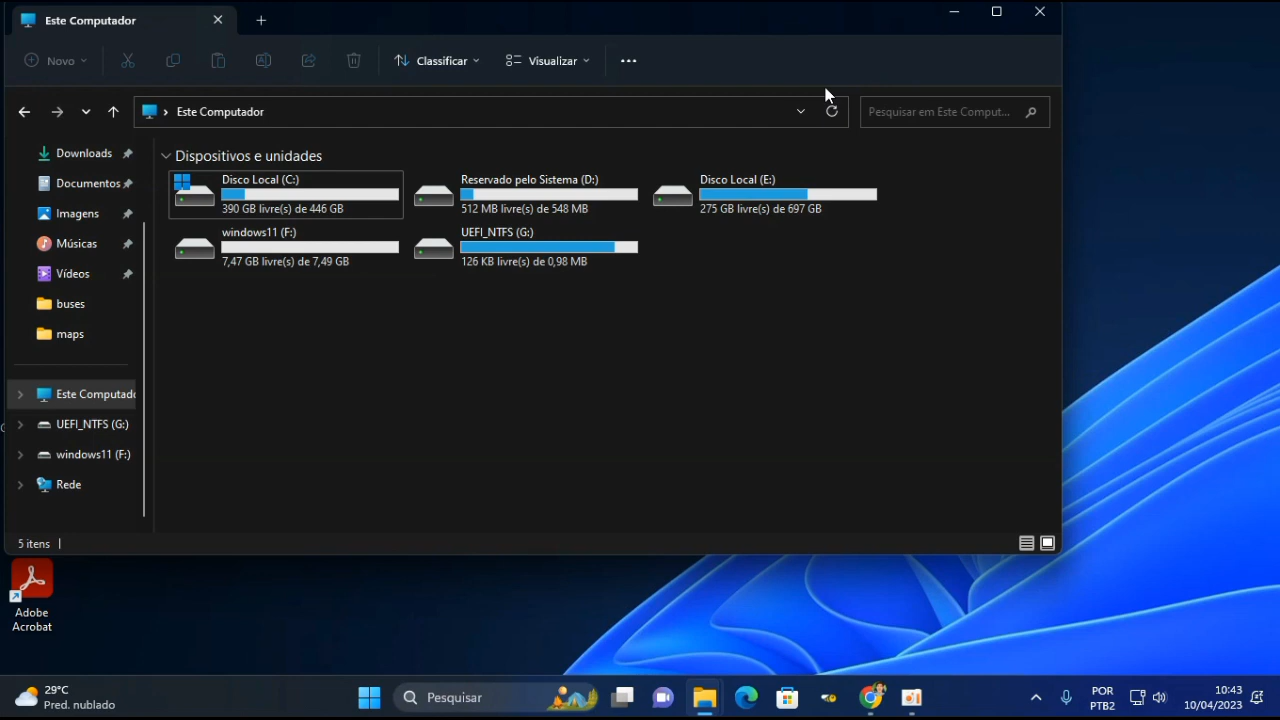 Este Computador
Novo
Classificar
Visualizar
Este Computador
Pesquisar em Este Comput...
Downloads
Documentos
Imagens
Músicas
Vídeos
buses
maps
Este Computado
UEFI_NTFS (G:)
windows11 (F:)
Rede
Dispositivos e unidades
Disco Local (C:)
390 GB livre(s) de 446 GB
Reservado pelo Sistema (D:)
512 MB livre(s) de 548 MB
Disco Local (E:)
275 GB livre(s) de 697 GB
windows11 (F:)
7,47 GB livre(s) de 7,49 GB
UEFI_NTFS (G:)
126 KB livre(s) de 0,98 MB
5 itens
Adobe
Acrobat
29°C
Pred. nublado
Pesquisar
POR
PTB2
10:43
10/04/2023